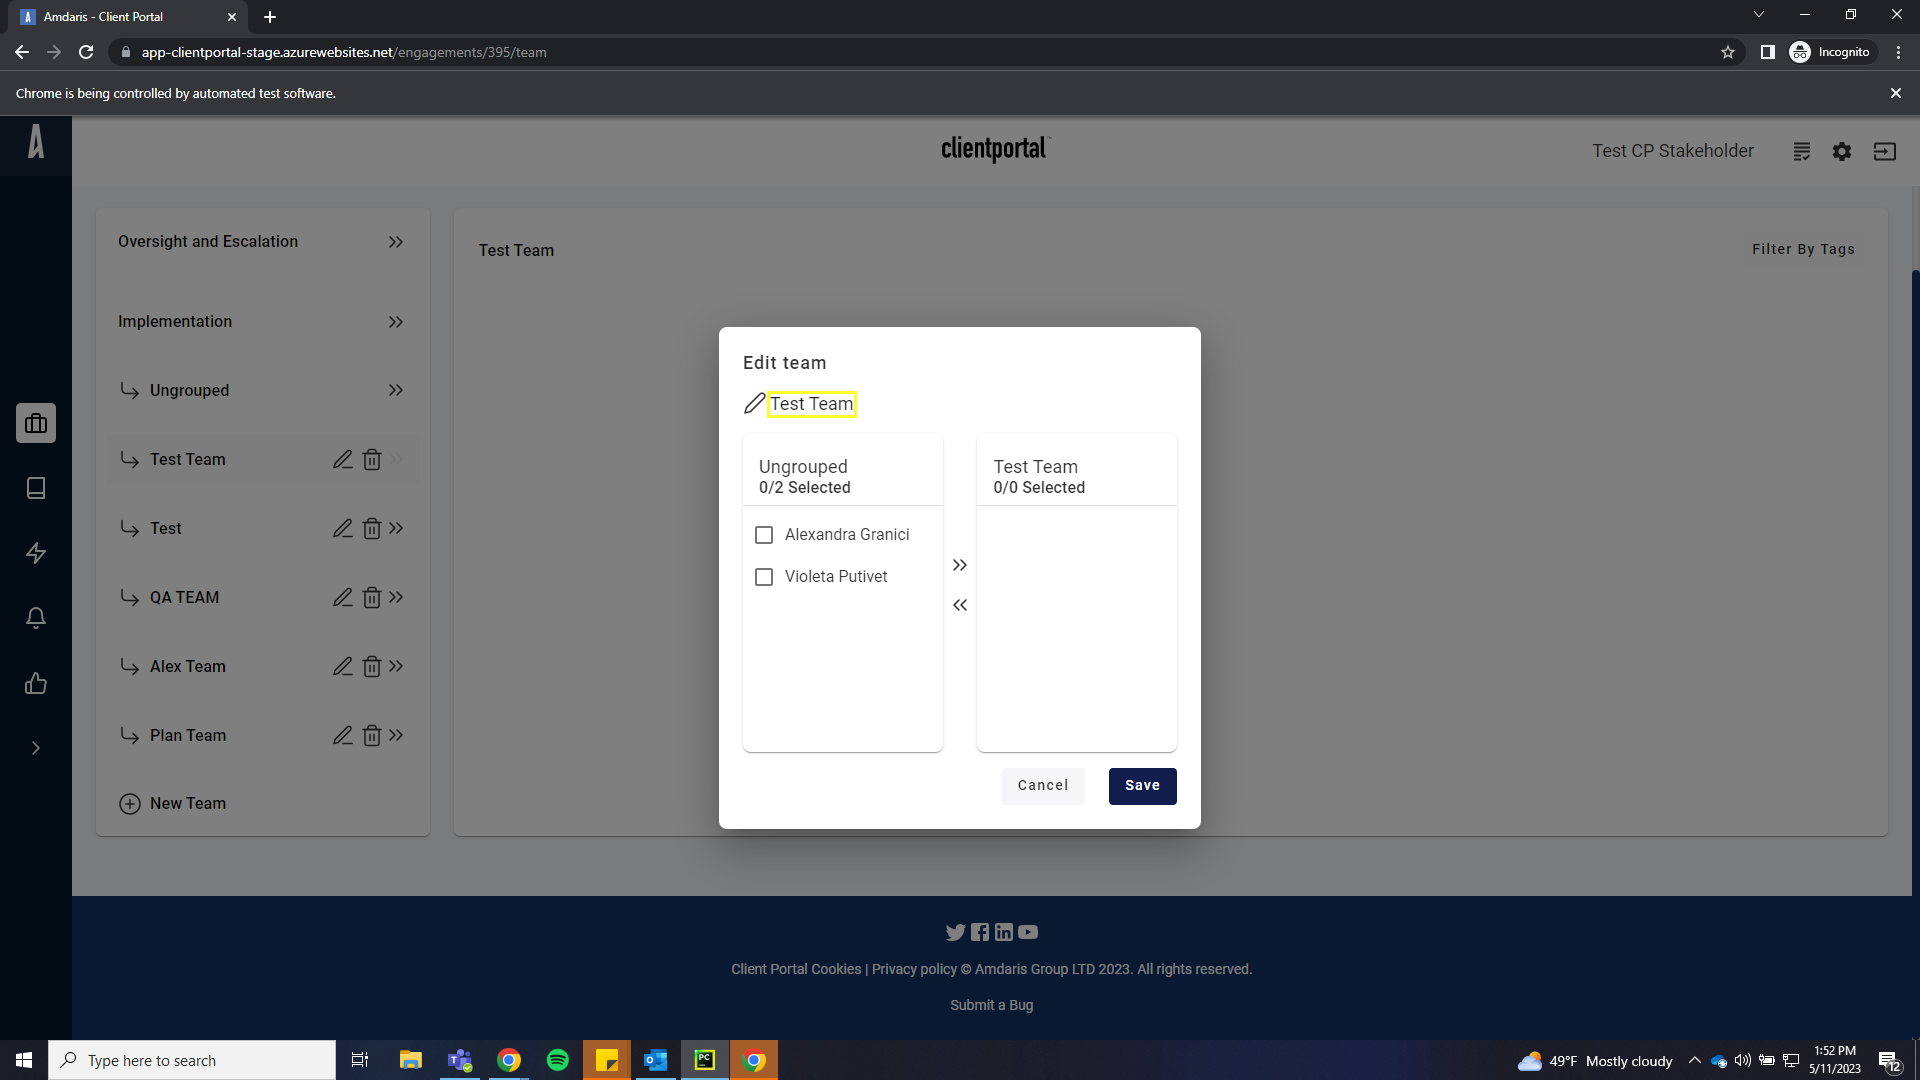 Amdaris - Client Portal
app-clientportal-stage.azurewebsites.net/engagements/395/team
Incognito
Chrome is being controlled by automated test software.
clientportal
Test CP Stakeholder
Oversight and Escalation
Implementation
Ungrouped
Test Team
Test
QA TEAM
Alex Team
Plan Team
New Team
Test Team
Filter By Tags
Edit team
Test Team
Ungrouped
0/2 Selected
Alexandra Granici
Violeta Putivet
Test Team
0/0 Selected
Cancel
Save
Client Portal Cookies | Privacy policy © Amdaris Group LTD 2023. All rights reserved.
Submit a Bug
Type here to search
PC
49°F Mostly cloudy
1:52 PM
5/11/2023
12